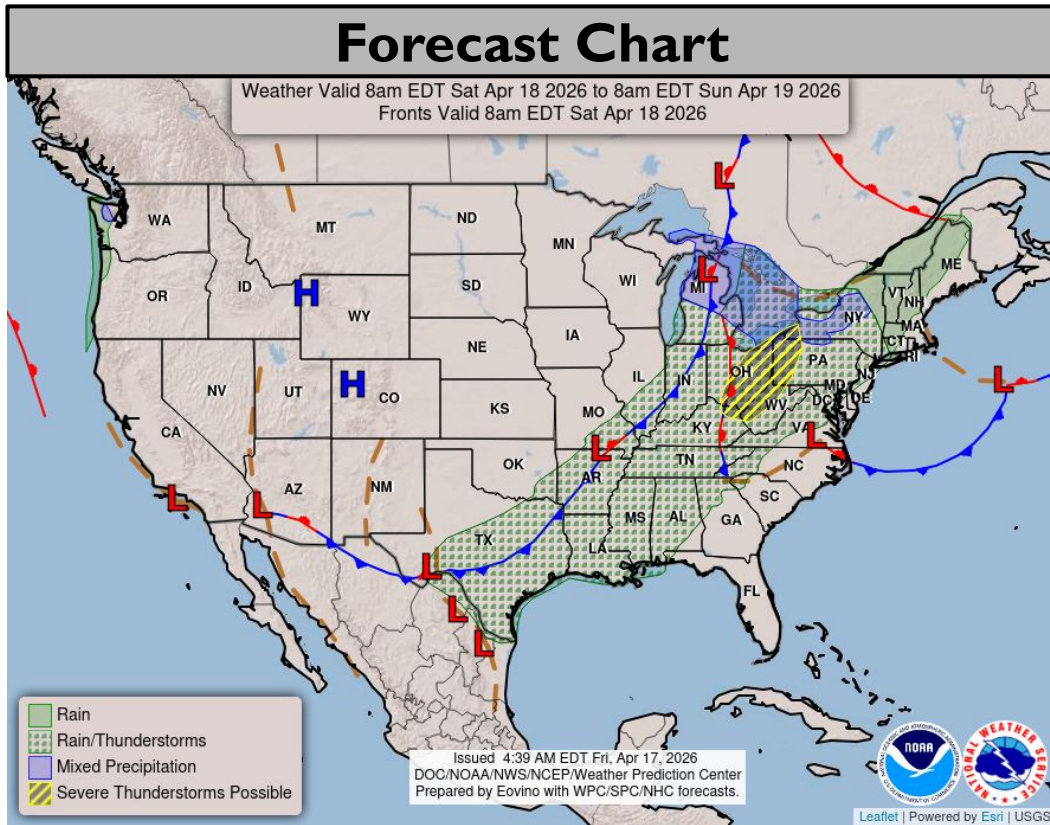 Forecast Chart
Weather Valid 8am EDT Sat Apr 18 2026 to 8am EDT Sun Apr 19 2026
Fronts Valid 8am EDT Sat Apr 18 2026
L
WA
MT
ND
MN
ME
L
MI
WI
VT
NH
OR
ID
H
WY
SD
NY
MA
CT
RI
NE
IA
PA
NJ
L
NV
UT
H
CO
IL
IN
OH
MD
DC
DE
WV
KS
MO
KY
VA
L
CA
OK
L
TN
NC
L
L
AZ
NM
AR
SC
TX
MS
AL
GA
LA
L
FL
L
L
Rain
Rain/Thunderstorms
Mixed Precipitation
Severe Thunderstorms Possible
Issued 4:39 AM EDT Fri, Apr 17, 2026
DOC/NOAA/NWS/NCEP/Weather Prediction Center
Prepared by Eovino with WPC/SPC/NHC forecasts.
NOAA
NATIONAL WEATHER SERVICE
Leaflet | Powered by Esri | USGS